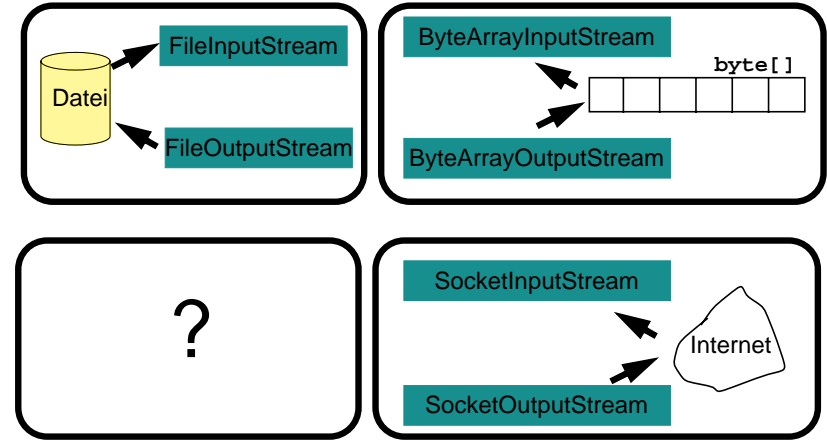 FileInputStream
Datei
FileOutputStream
ByteArrayInputStream
byte[]
ByteArrayOutputStream
?
SocketInputStream
Internet
SocketOutputStream